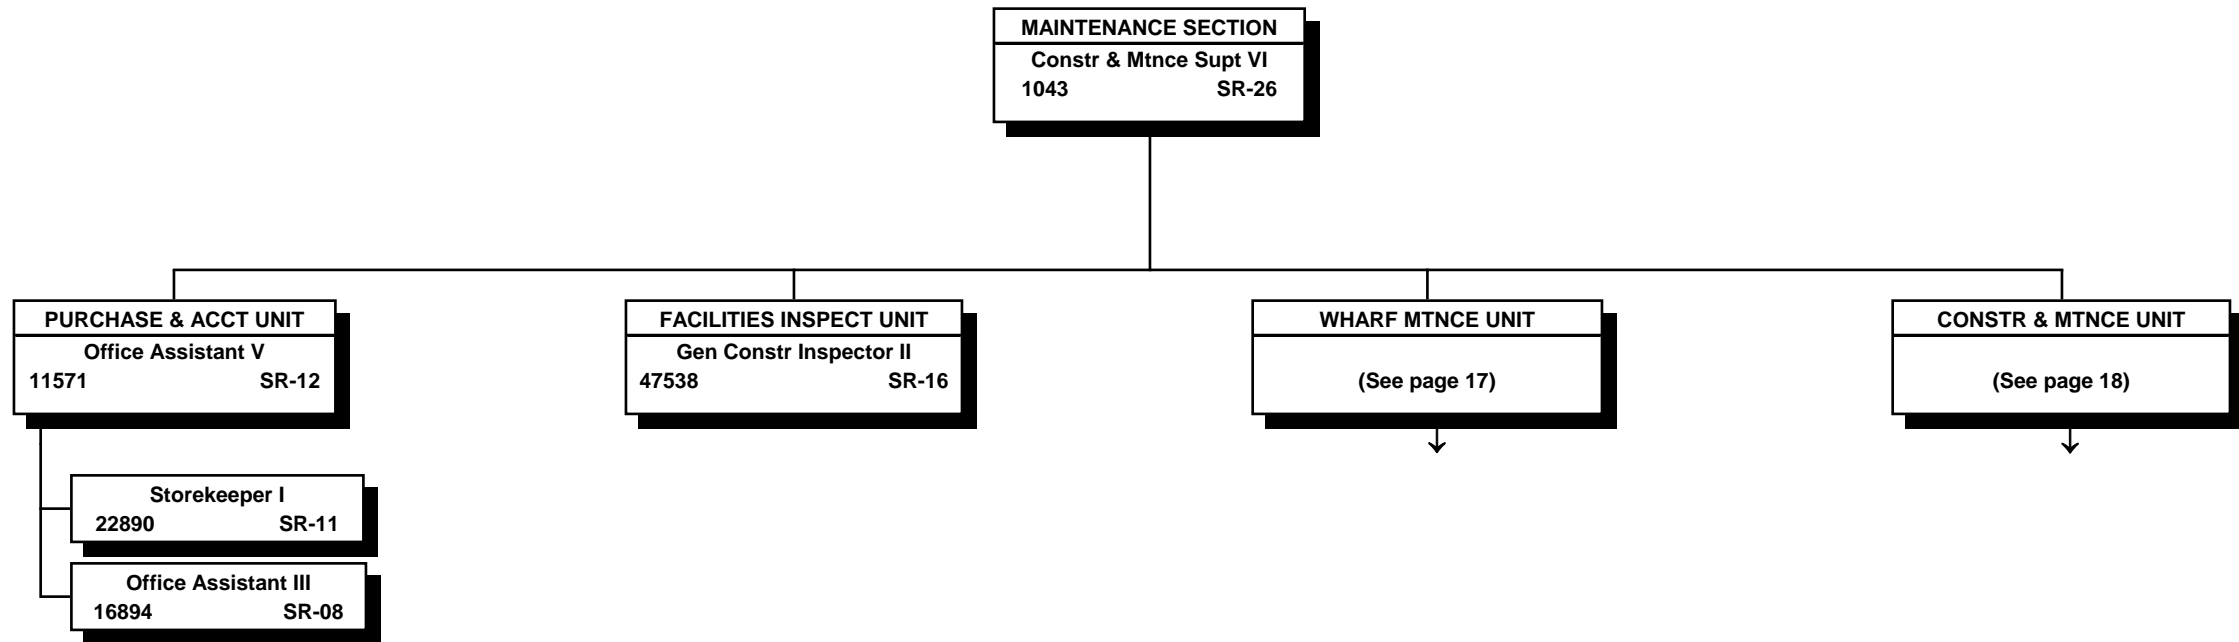 MAINTENANCE SECTION
Constr & Mtnce Supt VI
1043 SR-26
PURCHASE & ACCT UNIT
Office Assistant V
11571 SR-12
Storekeeper I
22890 SR-11
Office Assistant III
16894 SR-08
FACILITIES INSPECT UNIT
Gen Constr Inspector II
47538 SR-16
WHARF MTNCE UNIT
(See page 17)
CONSTR & MTNCE UNIT
(See page 18)